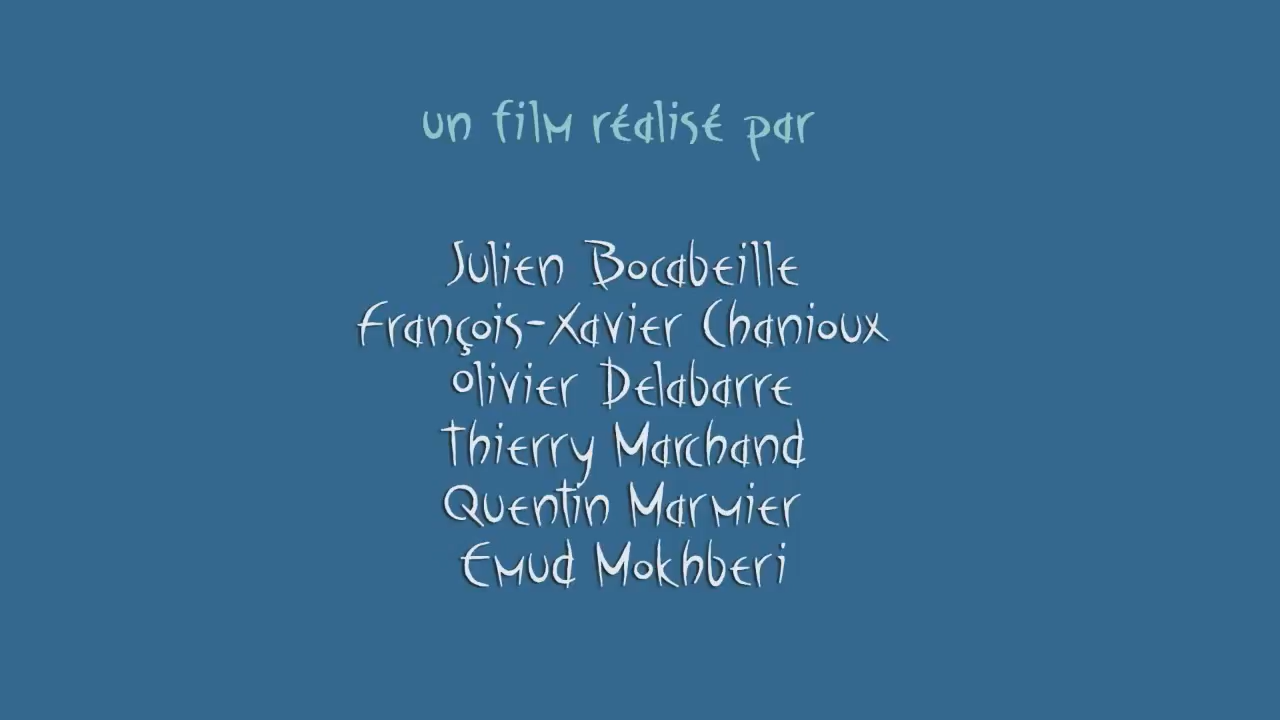 un film réalisé par
Julien Bocabeille
François-Xavier Chanioux
Olivier Delabarre
Thierry Marchand
Quentin Marmier
Emud Mokhberi